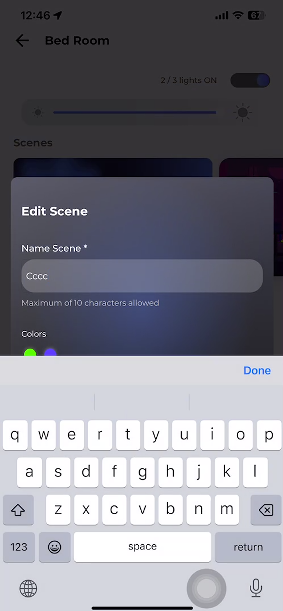 12:46
67
Bed Room
2 / 3 lights ON
Scenes
Edit Scene
Name Scene *
Cccc
Maximum of 10 characters allowed
Colors
Done
q w e r t y u i o p
a s d f g h j k l
z x c v b n m
123 space return